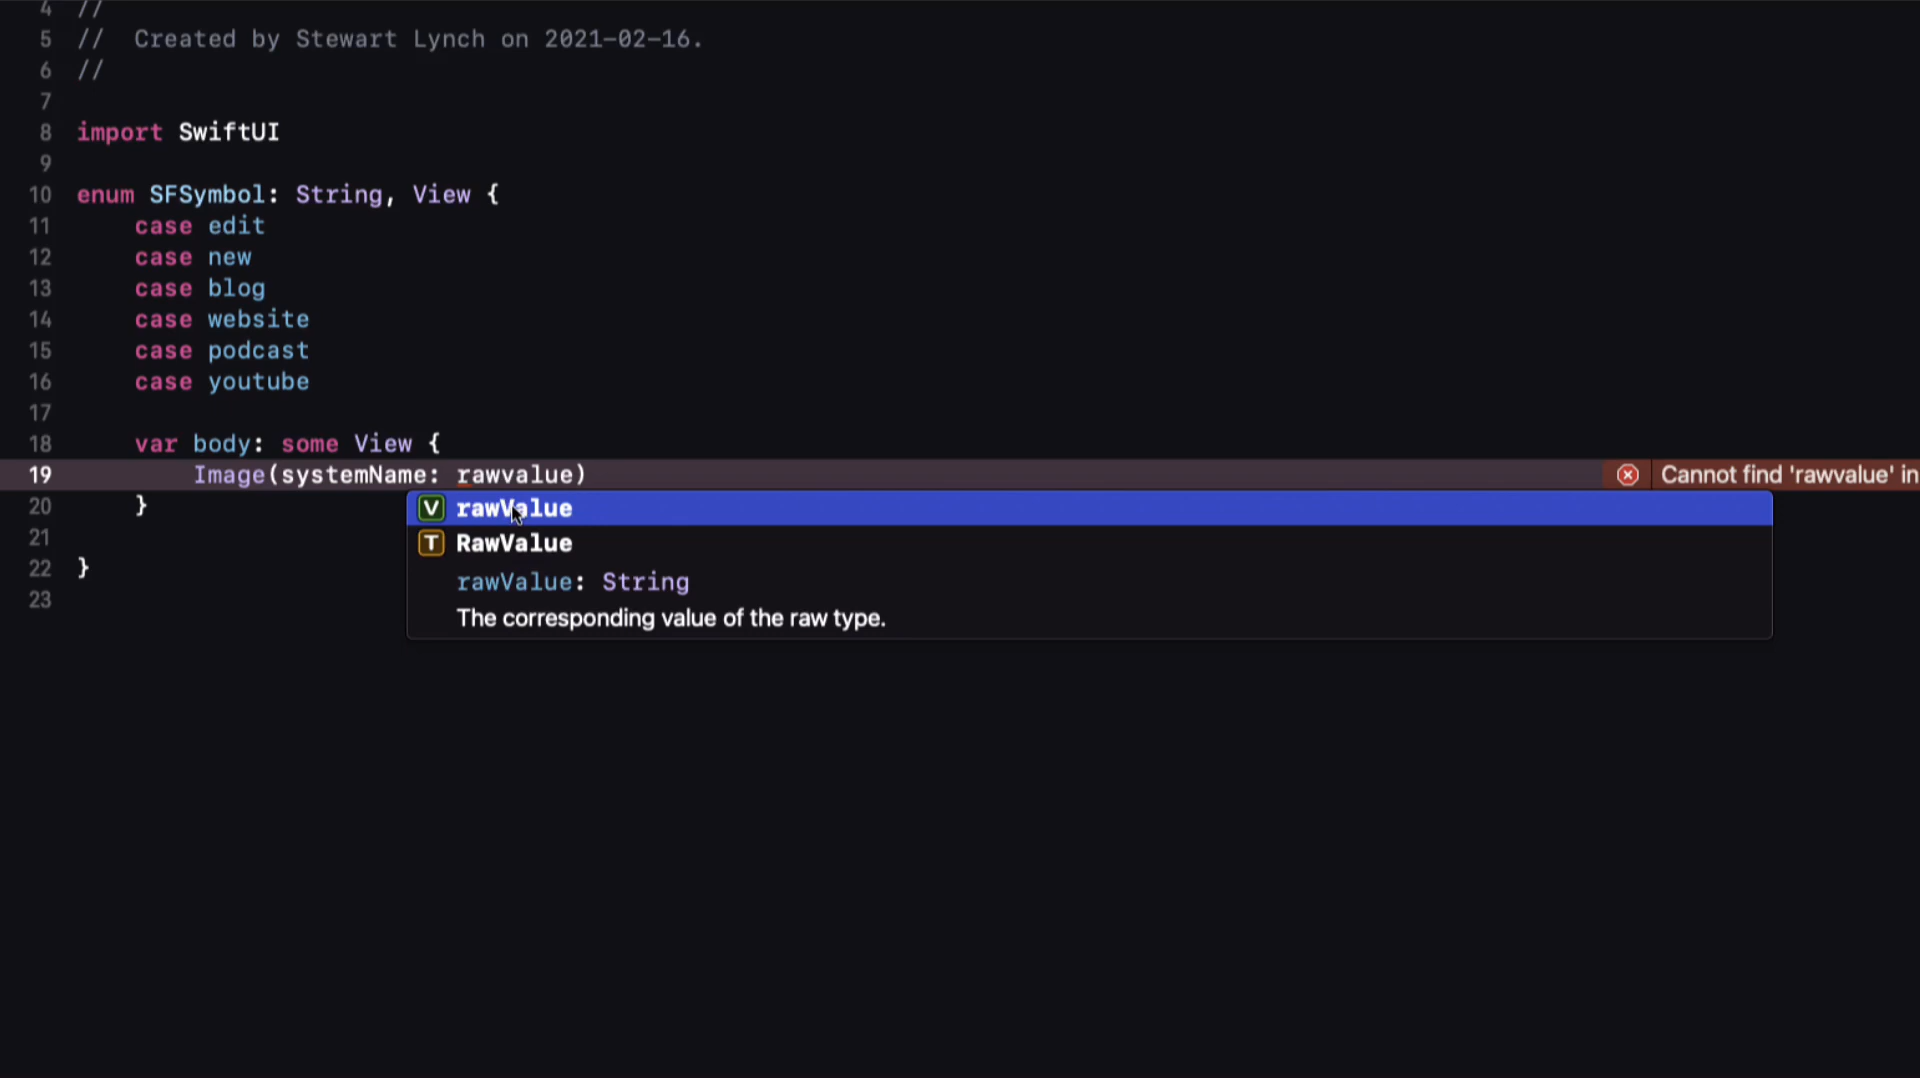 4 //
5 // Created by Stewart Lynch on 2021-02-16.
6 //
7
8 import SwiftUI
9
10 enum SFSymbol: String, View {
11 case edit
12 case new
13 case blog
14 case website
15 case podcast
16 case youtube
17
18 var body: some View {
19 Image(systemName: rawvalue) Cannot find 'rawvalue' in
V rawValue
20 }
T RawValue
21
rawValue: String
22 }
The corresponding value of the raw type.
23